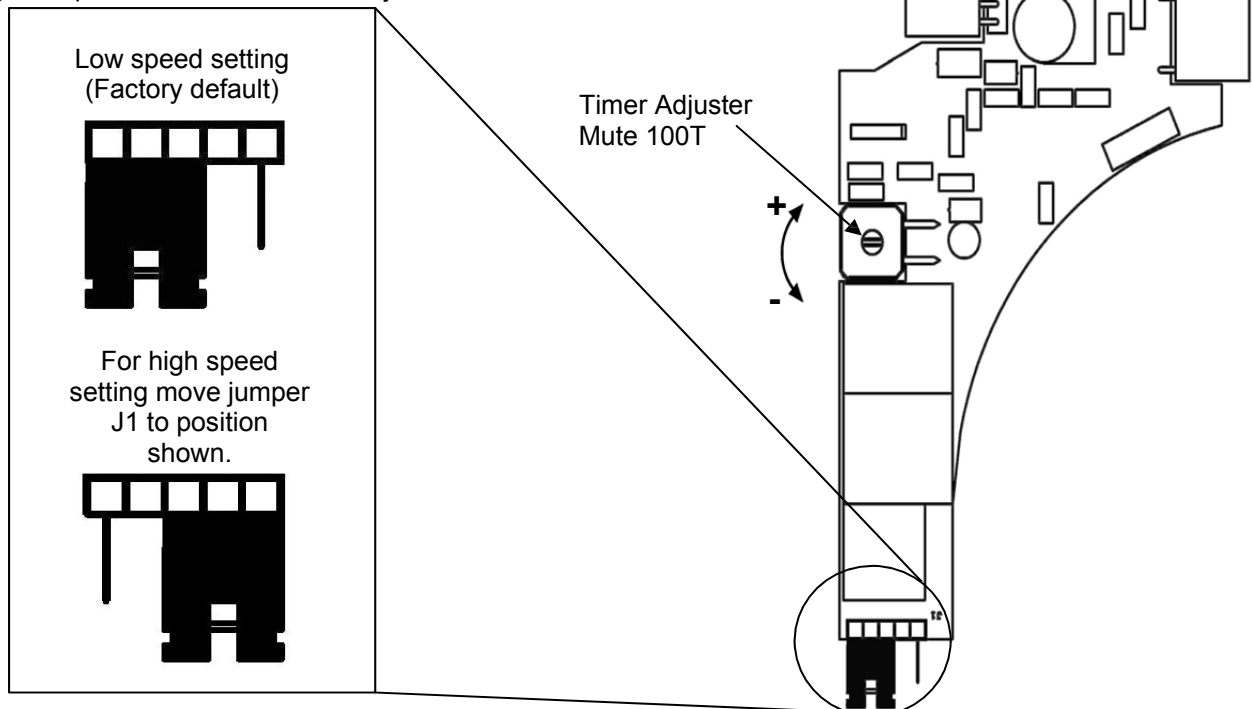 Low speed setting
(Factory default)
For high speed
setting move jumper
J1 to position
shown.
Timer Adjuster
Mute 100T
+
-
J1